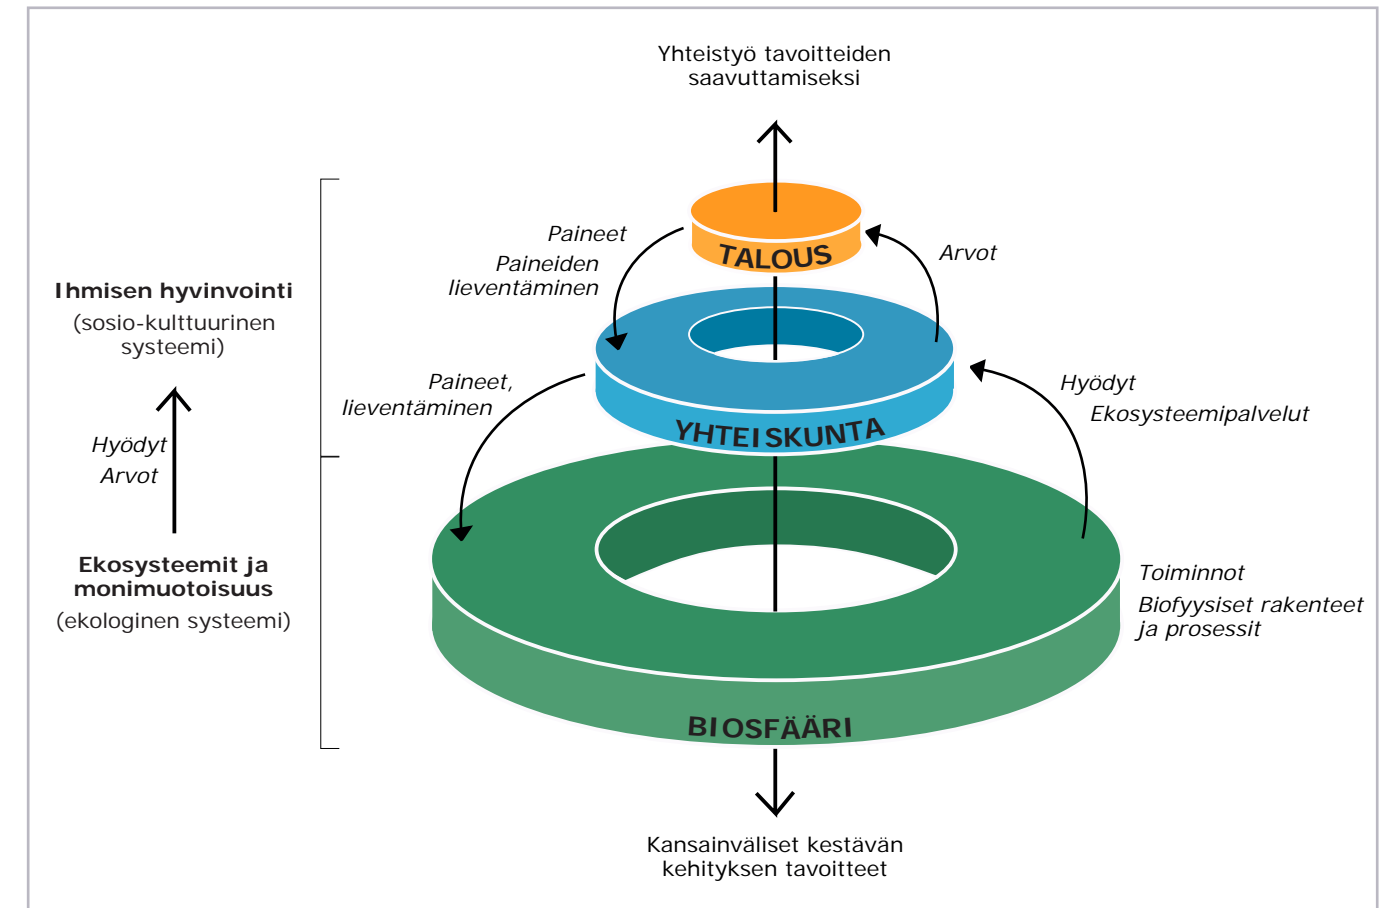 Yhteistyö tavoitteiden
saavuttamiseksi
Paineet
Paineiden
lieventäminen
TALOUS
Arvot
Ihmisen hyvinvointi
(sosio-kulttuurinen
systeemi)
Paineet,
lieventäminen
Hyödyt
Ekosysteemipalvelut
YHTEISKUNTA
Hyödyt
Arvot
Ekosysteemit ja
monimuotoisuus
(ekologinen systeemi)
Toiminnot
Biofyysiset rakenteet
ja prosessit
BIOSFÄÄRI
Kansainväliset kestävän
kehityksen tavoitteet